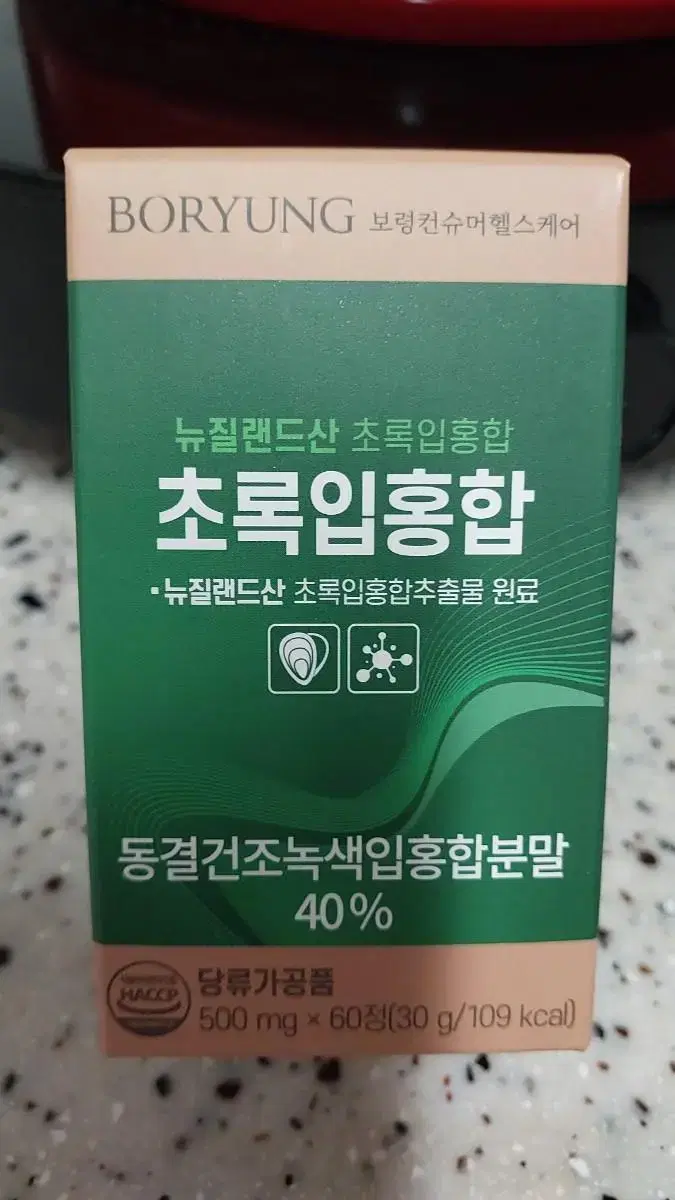 BORYUNG 보령컨슈머헬스케어
뉴질랜드산 초록입홍합
초록입홍합
·뉴질랜드산 초록입홍합추출물 원료
동결건조녹색입홍합분말
40%
HACCP
당류가공품
500 mg × 60정(30 g/109 kcal)